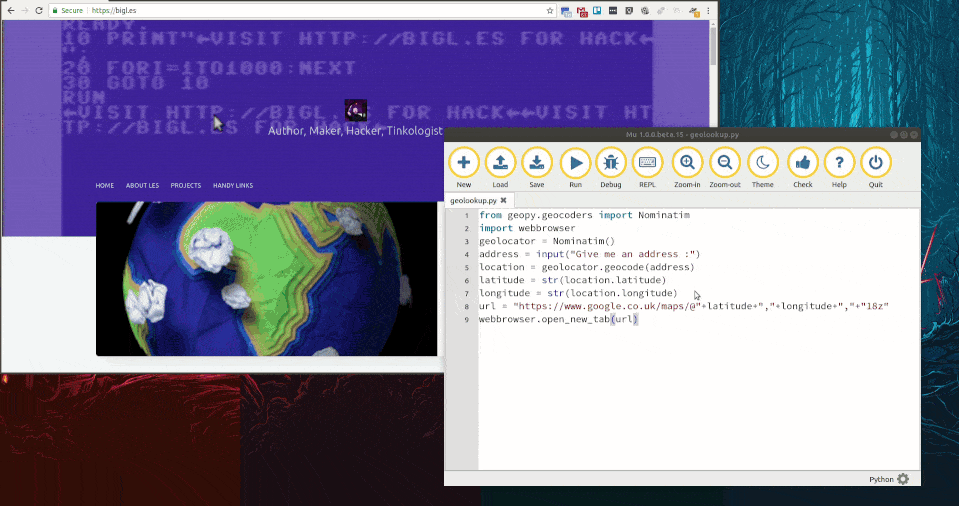 Secure https://bigl.es
READY.
10 PRINT"←VISIT HTTP://BIGL.ES FOR HACK←
";
20 FORI=1TO1000:NEXT
30 GOTO 10
RUN
←VISIT HTTP://BIGL.ES FOR HACK←←VISIT HT
TP://BIGL.ES FOR HACK←
Author, Maker, Hacker, Tinkologist
HOME ABOUT LES PROJECTS HANDY LINKS
Mu 1.0.0.beta.15 - geolookup.py
New Load Save Run Debug REPL Zoom-in Zoom-out Theme Check Help Quit
geolookup.py
1 from geopy.geocoders import Nominatim
2 import webbrowser
3 geolocator = Nominatim()
4 address = input("Give me an address :")
5 location = geolocator.geocode(address)
6 latitude = str(location.latitude)
7 longitude = str(location.longitude)
8 url = "https://www.google.co.uk/maps/@"+latitude+","+longitude+","+"18z"
9 webbrowser.open_new_tab(url)
Python